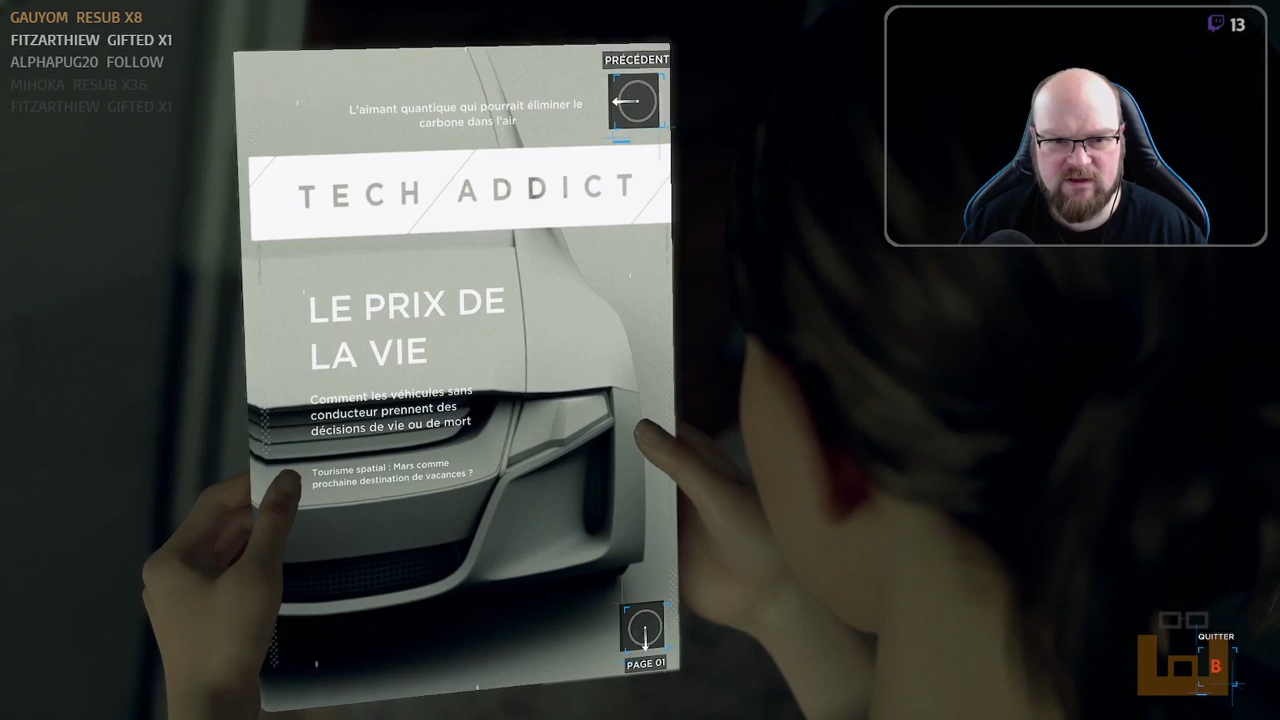 GAUYOM RESUB X8
FITZARTHIEW GIFTED X1
ALPHAPUG20 FOLLOW
MIHOKA RESUB X36
FITZARTHIEW GIFTED X1
13
PRÉCÉDENT
L'aimant quantique qui pourrait éliminer le
carbone dans l'air
TECH ADDICT
LE PRIX DE
LA VIE
Comment les véhicules sans
conducteur prennent des
décisions de vie ou de mort
Tourisme spatial : Mars comme
prochaine destination de vacances ?
PAGE 01
QUITTER
B